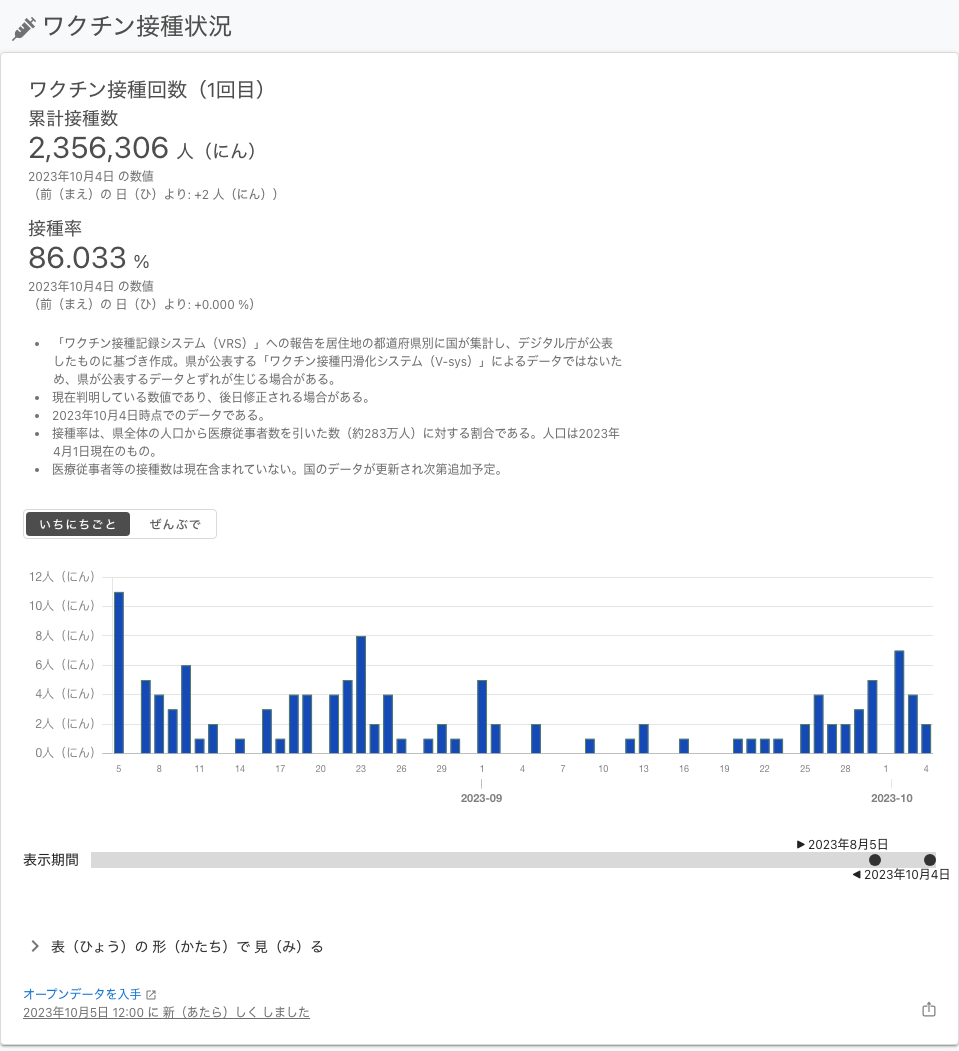 ワクチン接種状況
ワクチン接種回数（1回目）
累計接種数
2,356,306 人（にん）
2023年10月4日 の数値
（前（まえ）の 日（ひ）より: +2 人（にん））
接種率
86.033 %
2023年10月4日 の数値
（前（まえ）の 日（ひ）より: +0.000 %）
• 「ワクチン接種記録システム（VRS）」への報告を居住地の都道府県別に国が集計し、デジタル庁が公表
したものに基づき作成。県が公表する「ワクチン接種円滑化システム（V-sys）」によるデータではないた
め、県が公表するデータとずれが生じる場合がある。
• 現在判明している数値であり、後日修正される場合がある。
• 2023年10月4日時点でのデータである。
• 接種率は、県全体の人口から医療従事者数を引いた数（約283万人）に対する割合である。人口は2023年
4月1日現在のもの。
• 医療従事者等の接種数は現在含まれていない。国のデータが更新され次第追加予定。
いちにちごと ぜんぶで
12人（にん）
10人（にん）
8人（にん）
6人（にん）
4人（にん）
2人（にん）
0人（にん）
5 8 11 14 17 20 23 26 29 1 4 7 10 13 16 19 22 25 28 1 4
2023-09 2023-10
▶ 2023年8月5日
表示期間
◀ 2023年10月4日
表（ひょう）の 形（かたち）で 見（み）る
オープンデータを入手
2023年10月5日 12:00 に 新（あたら）しく しました